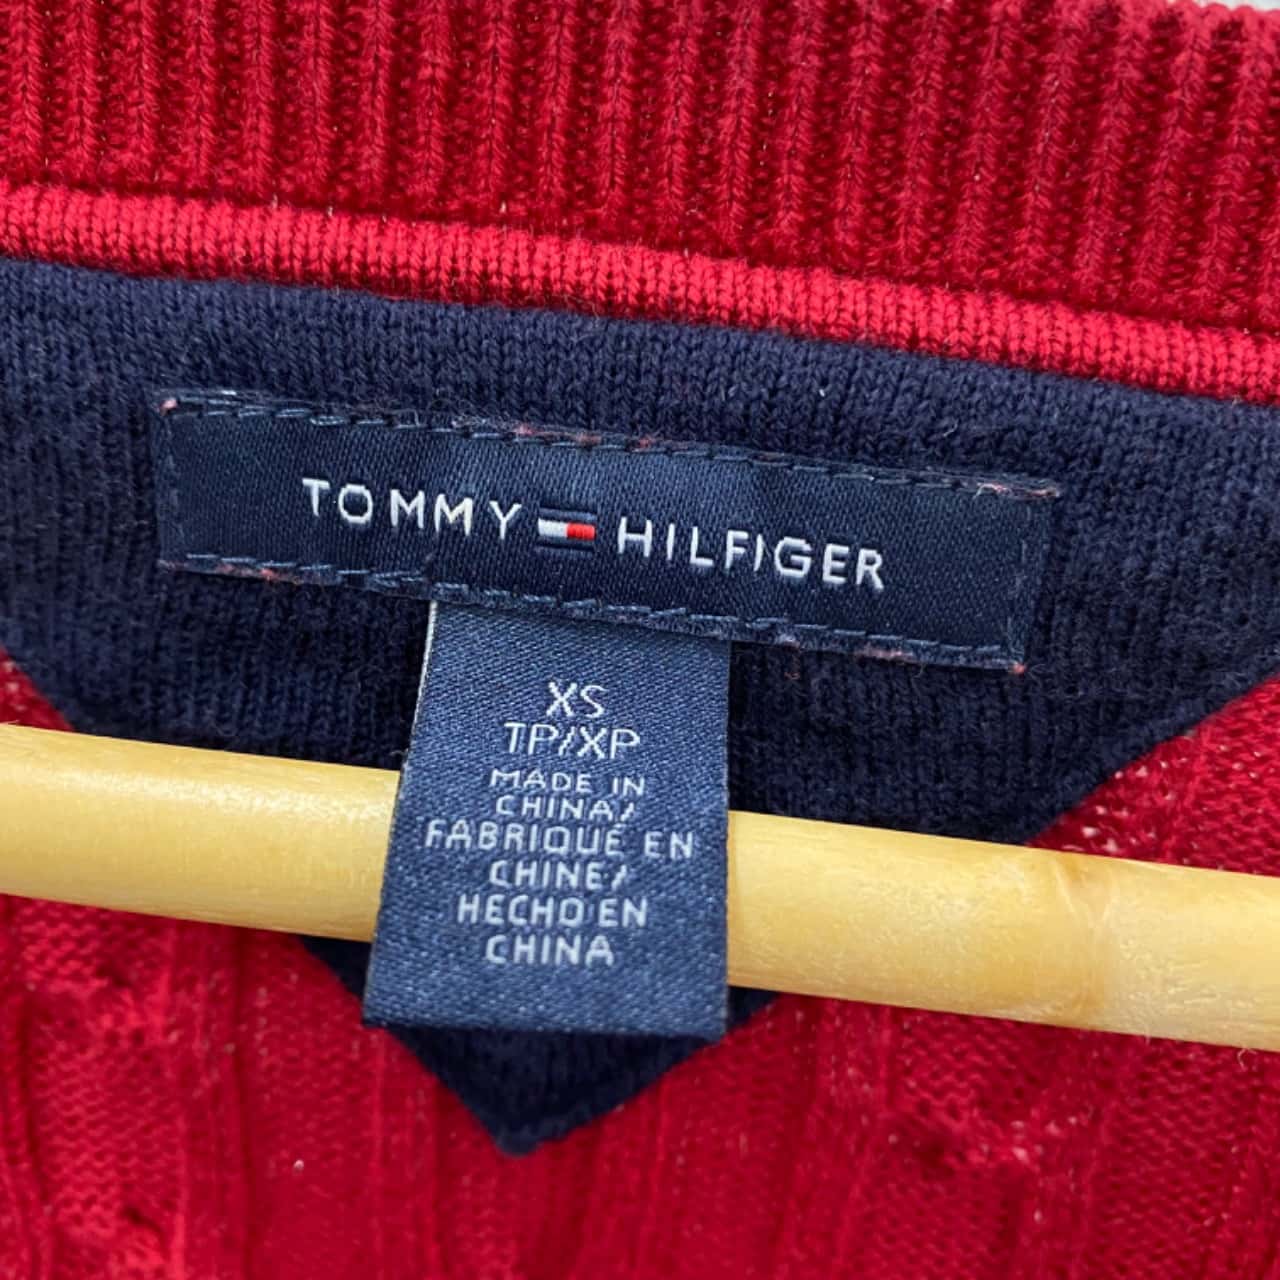 TOMMY HILFIGER
XS
TP/XP
MADE IN
CHINA/
FABRIQUÉ EN
CHINE/
HECHO EN
CHINA